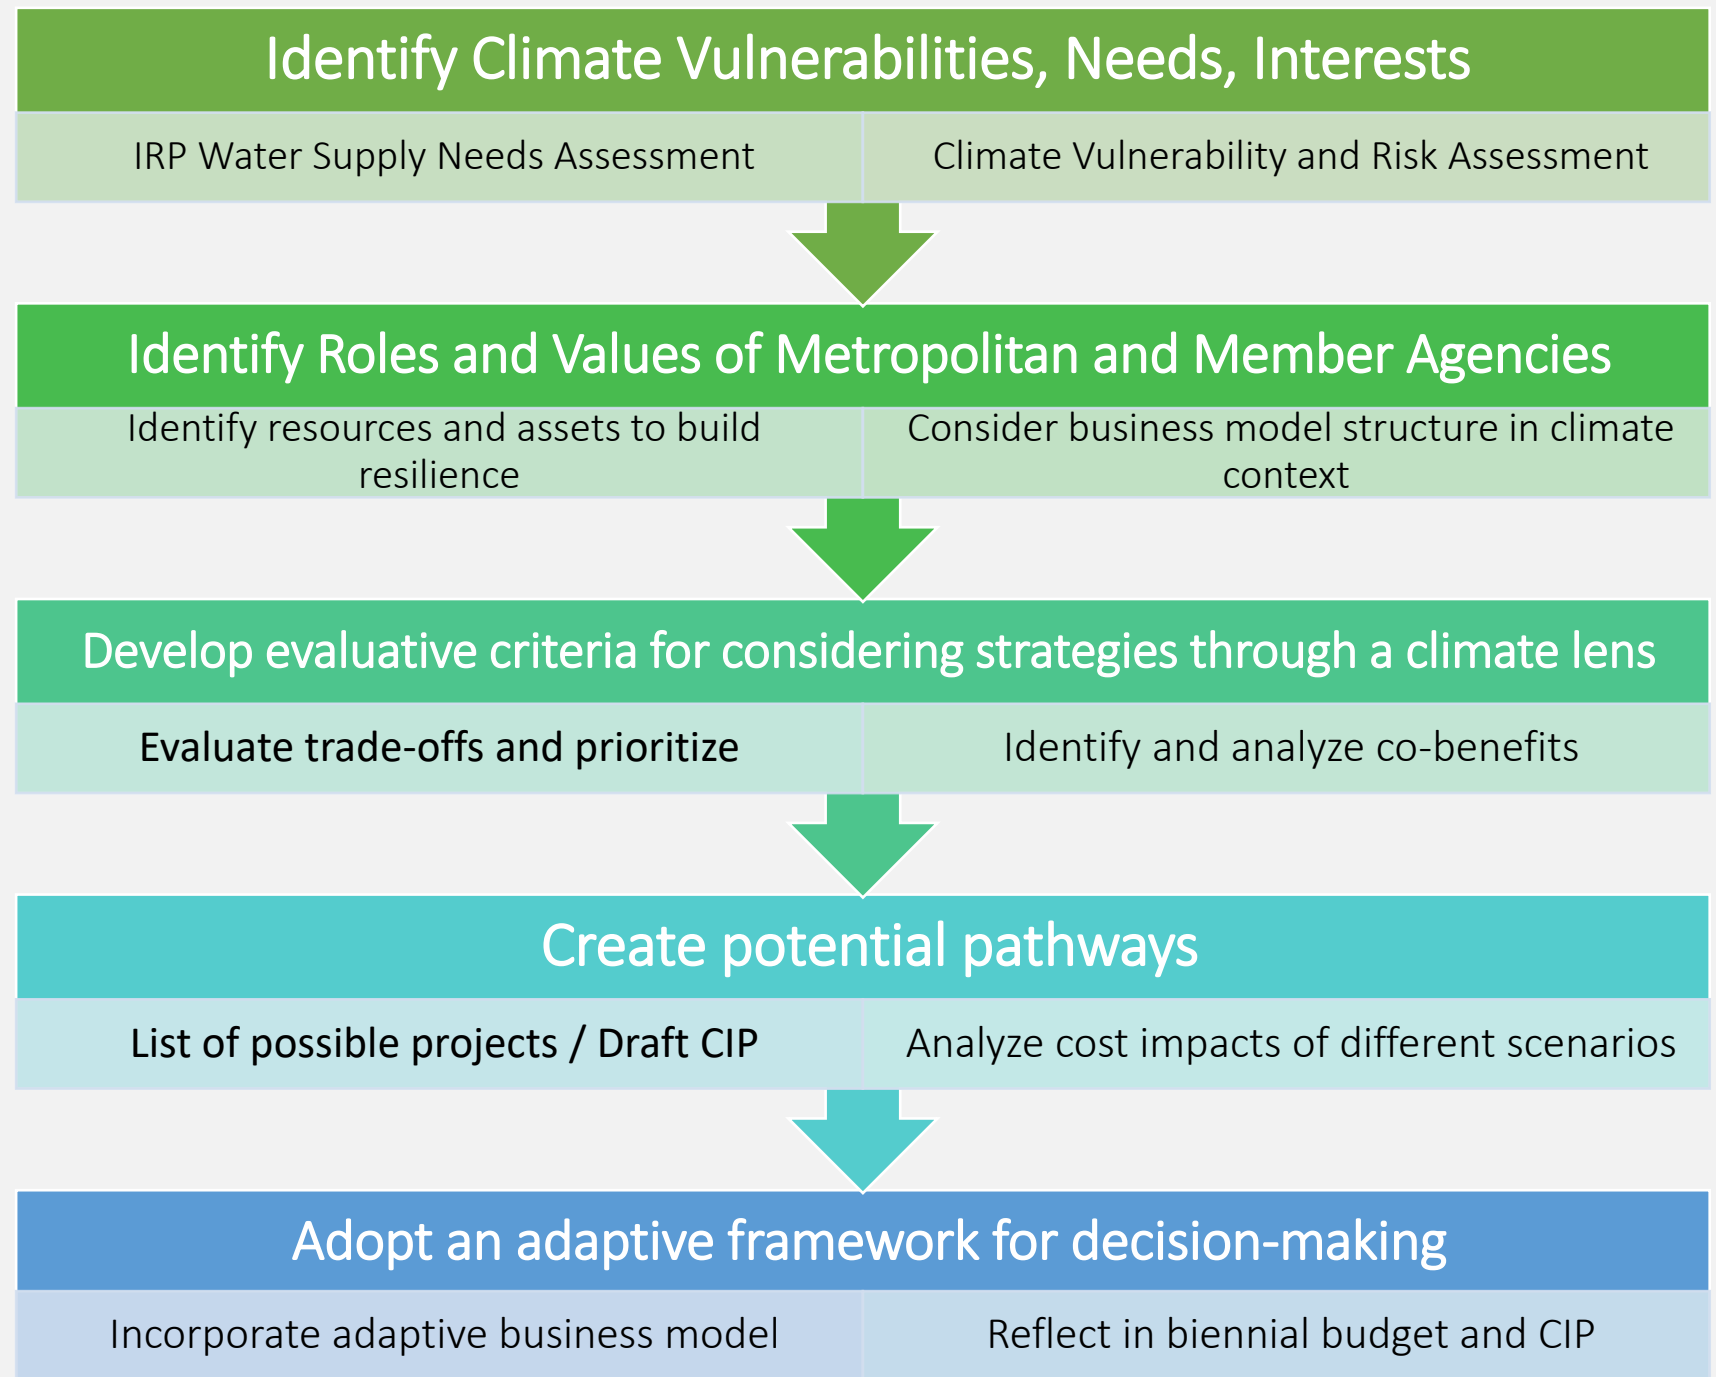 Identify Climate Vulnerabilities, Needs, Interests
IRP Water Supply Needs Assessment
Climate Vulnerability and Risk Assessment
Identify Roles and Values of Metropolitan and Member Agencies
Identify resources and assets to build
resilience
Consider business model structure in climate
context
Develop evaluative criteria for considering strategies through a climate lens
Evaluate trade-offs and prioritize
Identify and analyze co-benefits
Create potential pathways
List of possible projects / Draft CIP
Analyze cost impacts of different scenarios
Adopt an adaptive framework for decision-making
Incorporate adaptive business model
Reflect in biennial budget and CIP